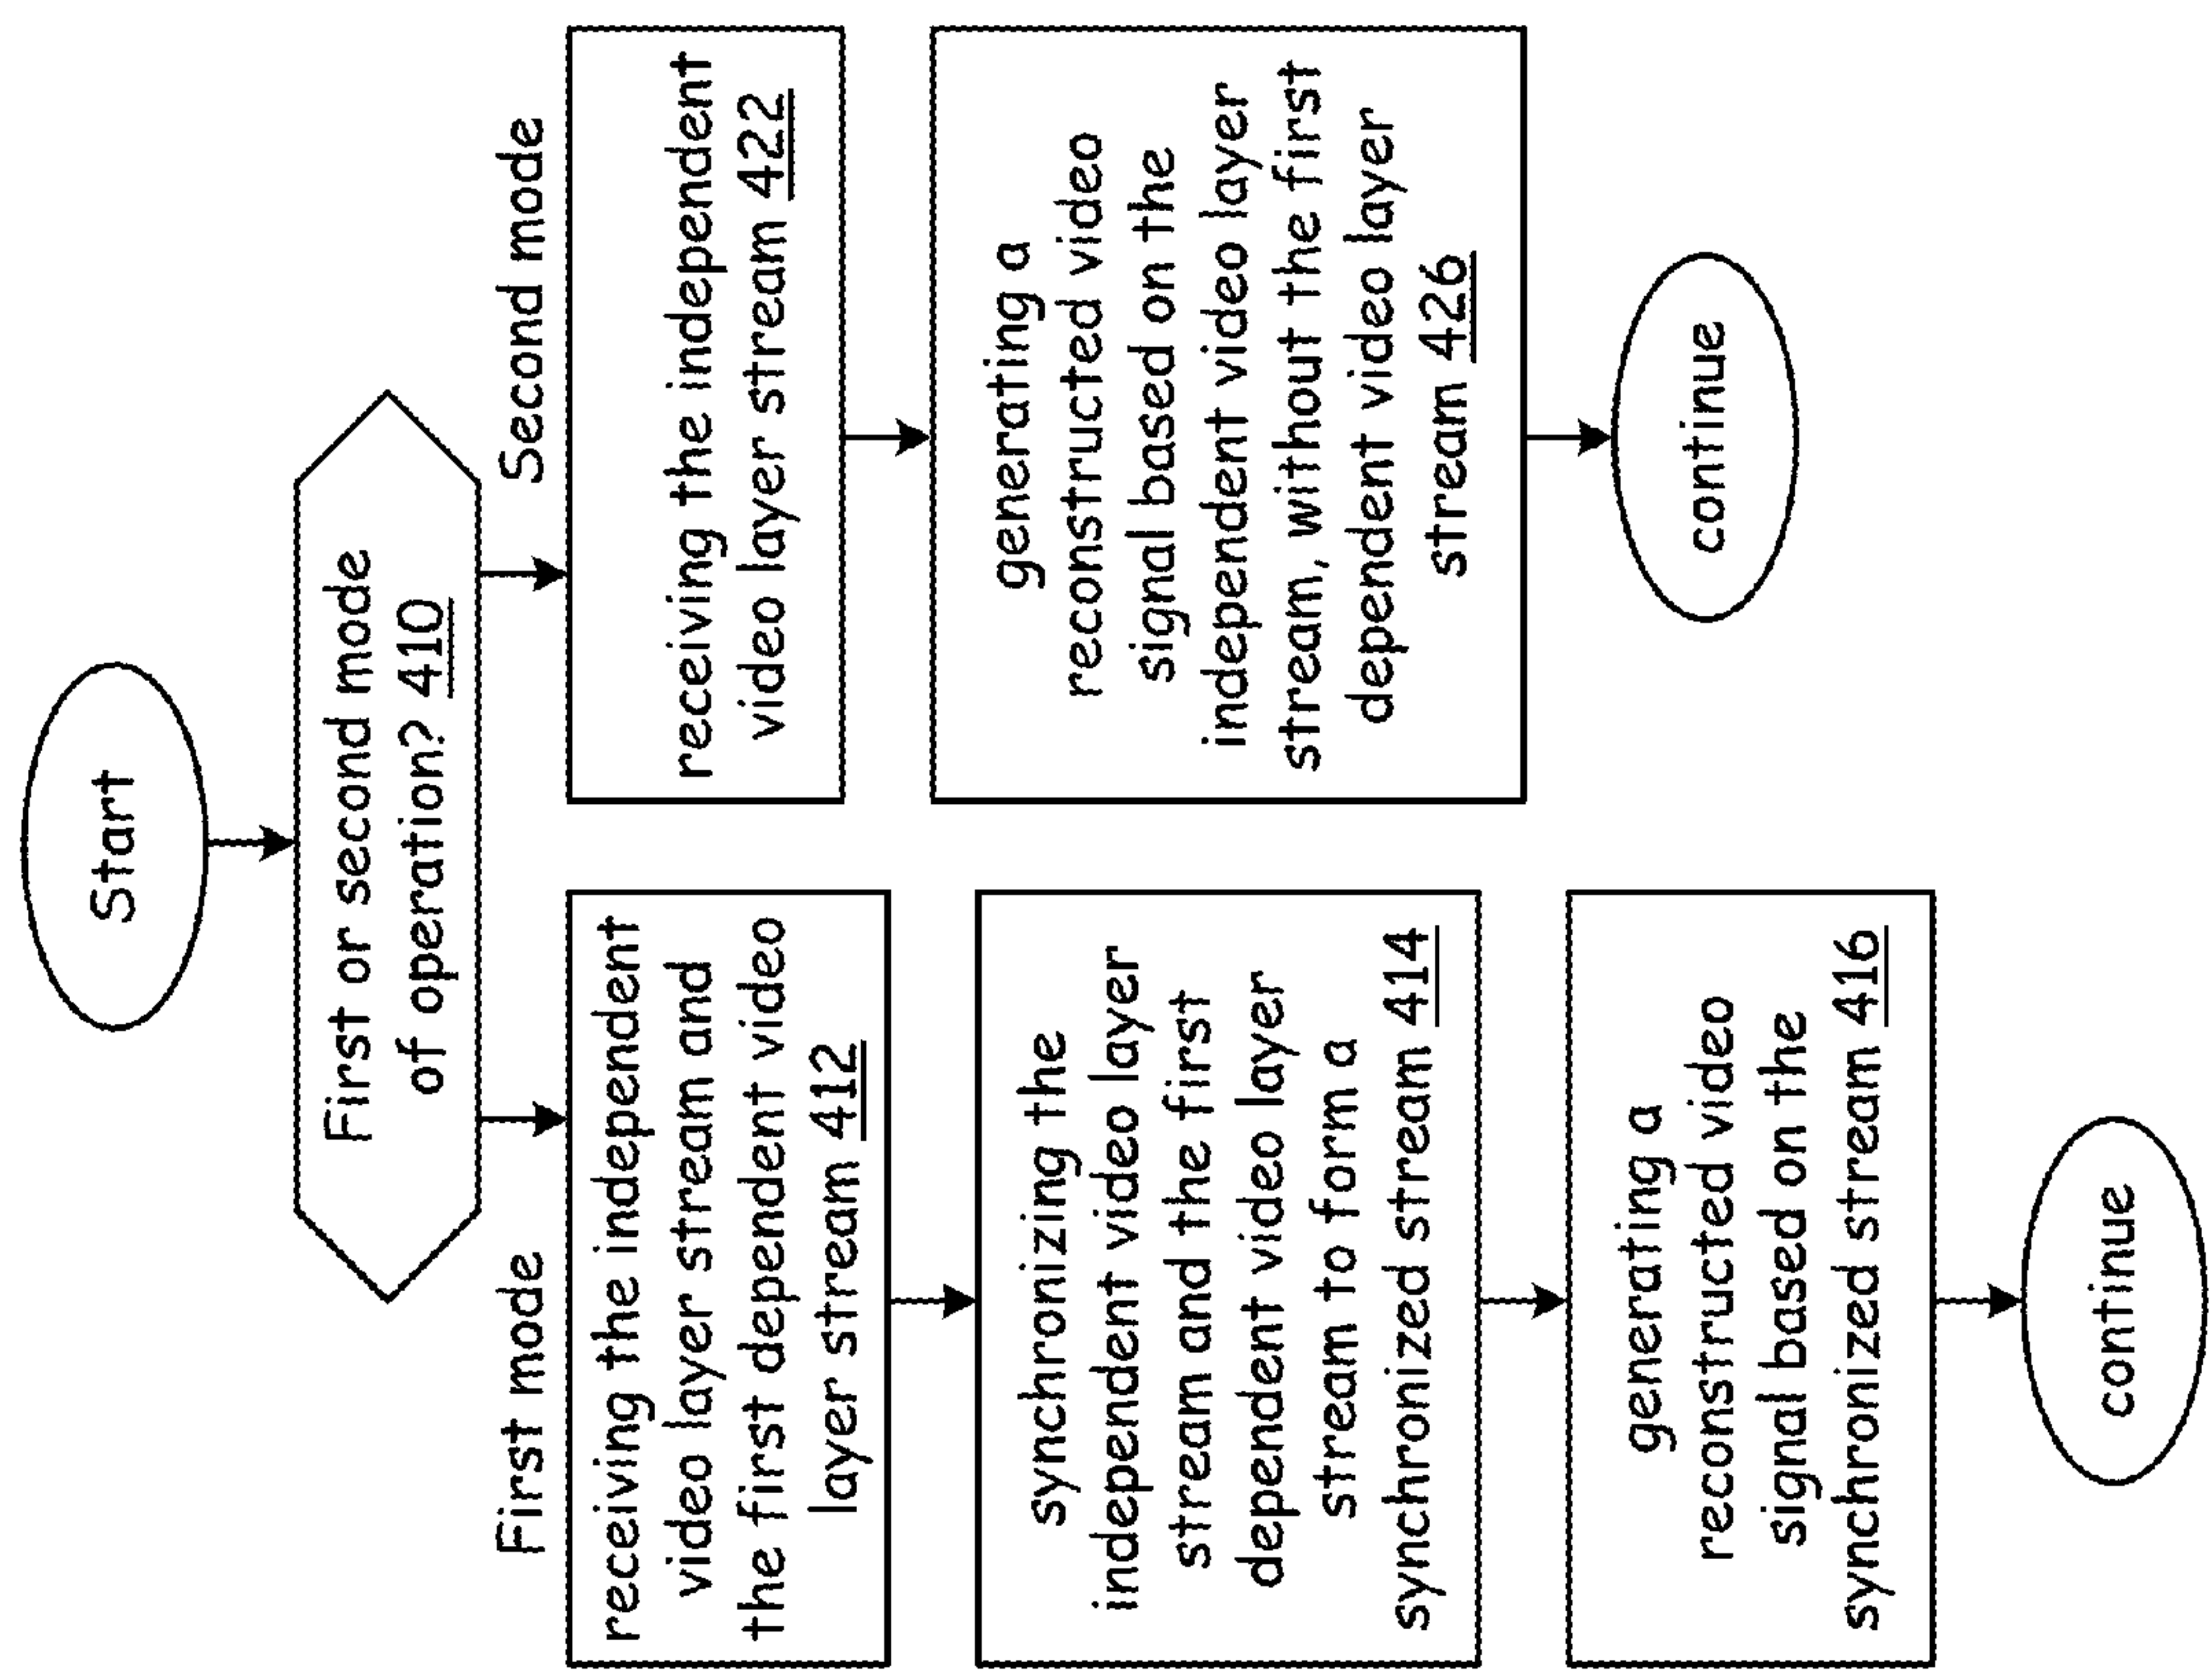 Start
First or second mode
of operation? 410
First mode
receiving the independent
video layer stream and
the first dependent video
layer stream 412
synchronizing the
independent video layer
stream and the first
dependent video layer
stream to form a
synchronized stream 414
generating a
reconstructed video
signal based on the
synchronized stream 416
continue
Second mode
receiving the independent
video layer stream 422
generating a
reconstructed video
signal based on the
independent video layer
stream, without the first
dependent video layer
stream 426
continue